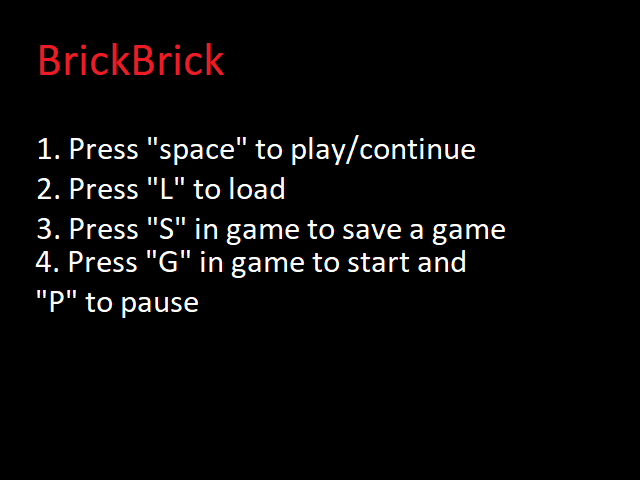 BrickBrick
1. Press "space" to play/continue
2. Press "L" to load
3. Press "S" in game to save a game
4. Press "G" in game to start and
"P" to pause